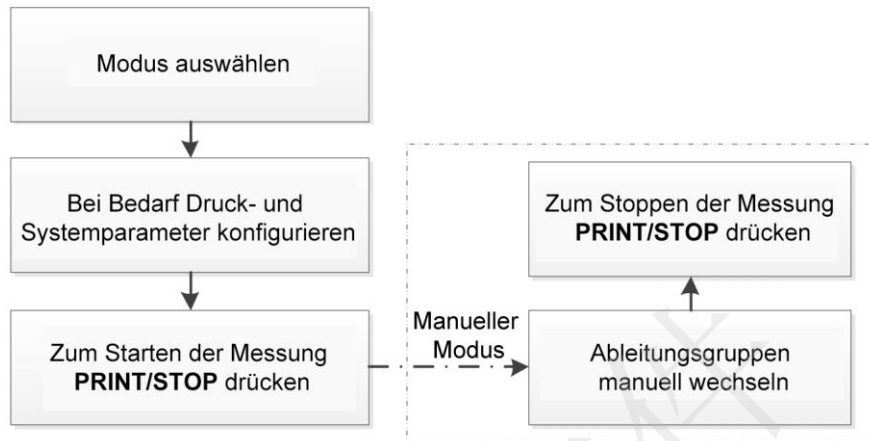 Modus auswählen
Bei Bedarf Druck- und
Systemparameter konfigurieren
Zum Starten der Messung
PRINT/STOP drücken
Manueller
Modus
Ableitungsgruppen
manuell wechseln
Zum Stoppen der Messung
PRINT/STOP drücken